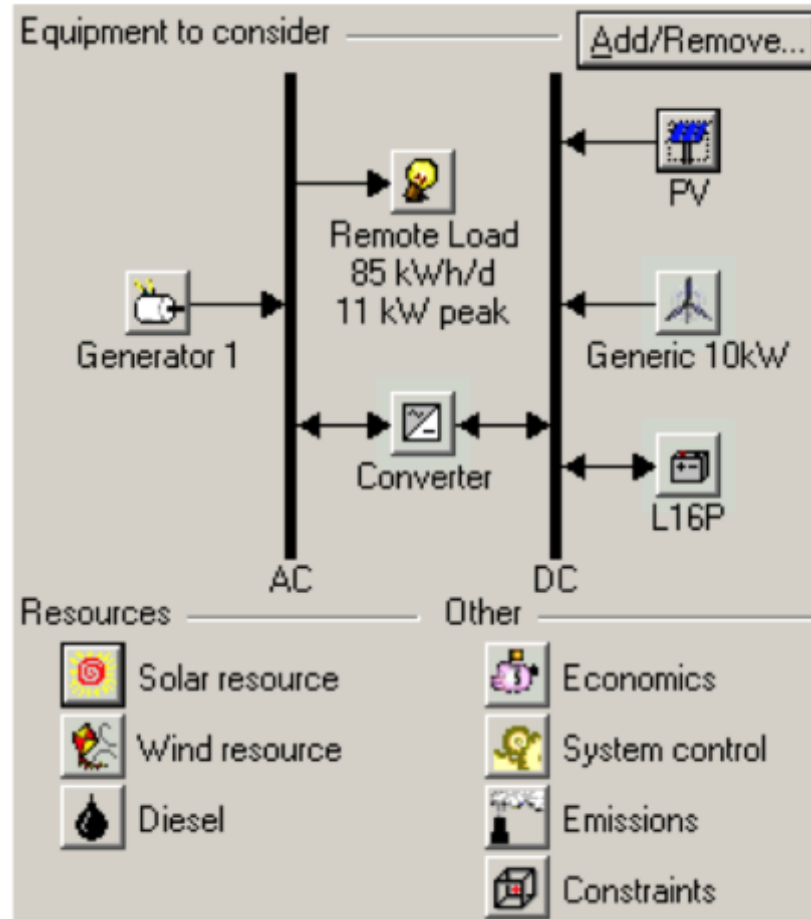 Equipment to consider
Add/Remove...
PV
Remote Load
85 kWh/d
11 kW peak
Generator 1
Generic 10kW
Converter
L16P
AC
DC
Resources
Other
Solar resource
Economics
Wind resource
System control
Diesel
Emissions
Constraints